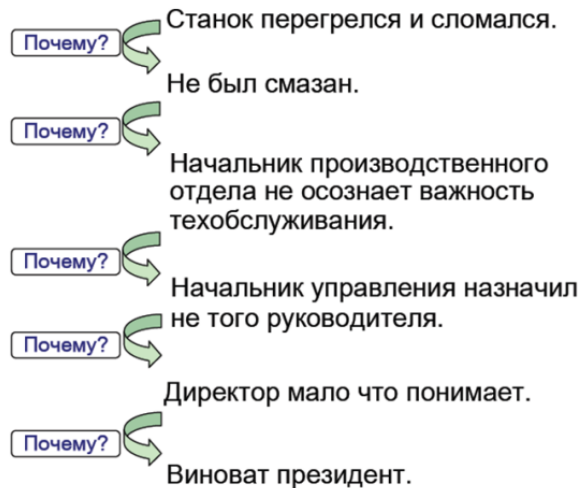 Станок перегрелся и сломался.
Почему?
Не был смазан.
Почему?
Начальник производственного
отдела не осознает важность
техобслуживания.
Почему?
Начальник управления назначил
не того руководителя.
Почему?
Директор мало что понимает.
Почему?
Виноват президент.